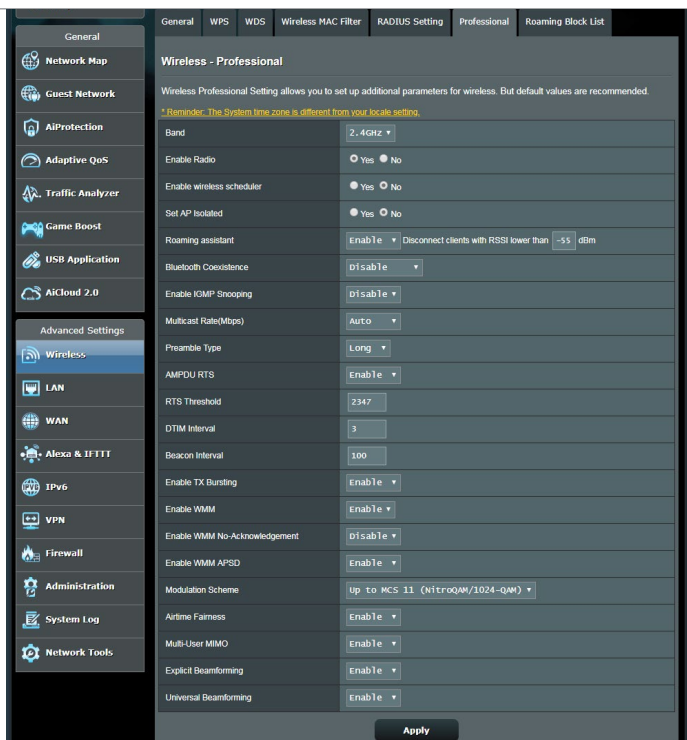 General WPS WDS Wireless MAC Filter RADIUS Setting Professional Roaming Block List
General
Network Map
Guest Network
AiProtection
Adaptive QoS
Traffic Analyzer
Game Boost
USB Application
AiCloud 2.0
Advanced Settings
Wireless
LAN
WAN
Alexa & IFTTT
IPv6
VPN
Firewall
Administration
System Log
Network Tools
Wireless - Professional
Wireless Professional Setting allows you to set up additional parameters for wireless. But default values are recommended.
* Reminder: The System time zone is different from your locale setting.
Band 2.4GHz
Enable Radio Yes No
Enable wireless scheduler Yes No
Set AP Isolated Yes No
Roaming assistant Enable Disconnect clients with RSSI lower than -55 dBm
Bluetooth Coexistence Disable
Enable IGMP Snooping Disable
Multicast Rate(Mbps) Auto
Preamble Type Long
AMPDU RTS Enable
RTS Threshold 2347
DTIM Interval 3
Beacon Interval 100
Enable TX Bursting Enable
Enable WMM Enable
Enable WMM No-Acknowledgement Disable
Enable WMM APSD Enable
Modulation Scheme Up to MCS 11 (NitroQAM/1024-QAM)
Airtime Fairness Enable
Multi-User MIMO Enable
Explicit Beamforming Enable
Universal Beamforming Enable
Apply